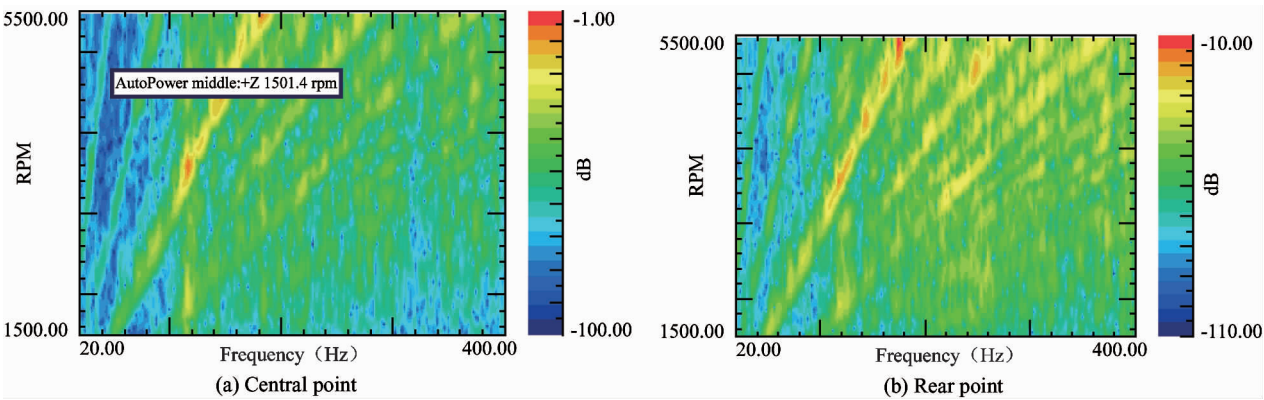 5500.00
RPM
1500.00
AutoPower middle:+Z 1501.4 rpm
20.00
Frequency（Hz）
400.00
-1.00
dB
-100.00
(a) Central point
5500.00
RPM
1500.00
20.00
Frequency（Hz）
400.00
-10.00
dB
-110.00
(b) Rear point